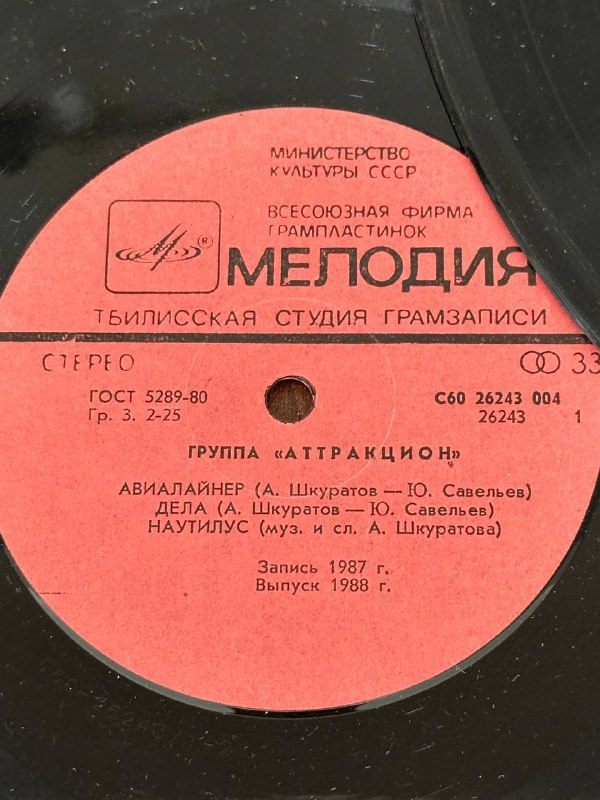 МИНИСТЕРСТВО
КУЛЬТУРЫ СССР
ВСЕСОЮЗНАЯ ФИРМА
ГРАМПЛАСТИНОК
®
МЕЛОДИЯ
ТБИЛИССКАЯ СТУДИЯ ГРАМЗАПИСИ
СТЕРЕО
33
ГОСТ 5289-80
Гр. 3. 2-25
С60 26243 004
26243 1
ГРУППА «АТТРАКЦИОН»
АВИАЛАЙНЕР (А. Шкуратов — Ю. Савельев)
ДЕЛА (А. Шкуратов — Ю. Савельев)
НАУТИЛУС (муз. и сл. А. Шкуратова)
Запись 1987 г.
Выпуск 1988 г.